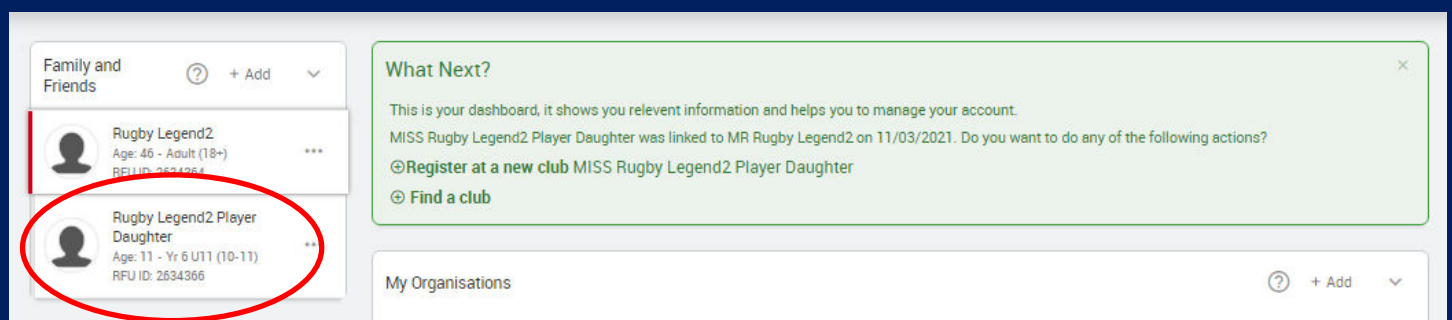 Family and
Friends
+ Add
Rugby Legend2
Age: 46 - Adult (18+)
RFU ID: 2634364
Rugby Legend2 Player
Daughter
Age: 11 - Yr 6 U11 (10-11)
RFU ID: 2634366
What Next?
This is your dashboard, it shows you relevent information and helps you to manage your account.
MISS Rugby Legend2 Player Daughter was linked to MR Rugby Legend2 on 11/03/2021. Do you want to do any of the following actions?
Register at a new club MISS Rugby Legend2 Player Daughter
Find a club
My Organisations
+ Add